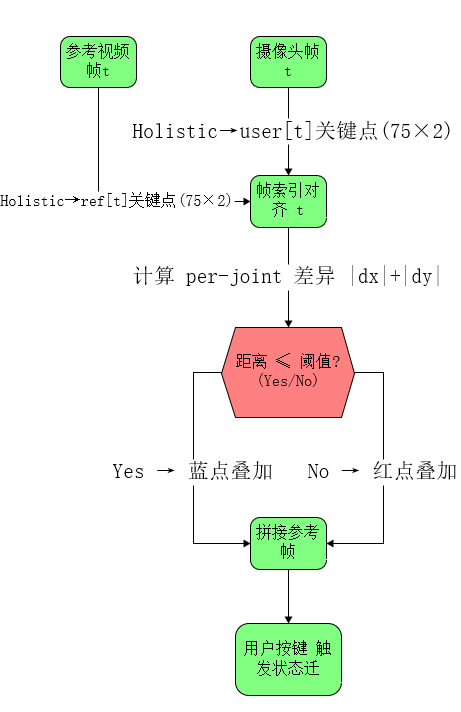 参考视频
帧t
摄像头帧
t
Holistic→user[t]关键点(75×2)
Holistic→ref[t]关键点(75×2)
帧索引对
齐 t
计算 per-joint 差异 |dx|+|dy|
距离 ≤ 阈值?
(Yes/No)
Yes → 蓝点叠加
No → 红点叠加
拼接参考
帧
用户按键 触
发状态迁